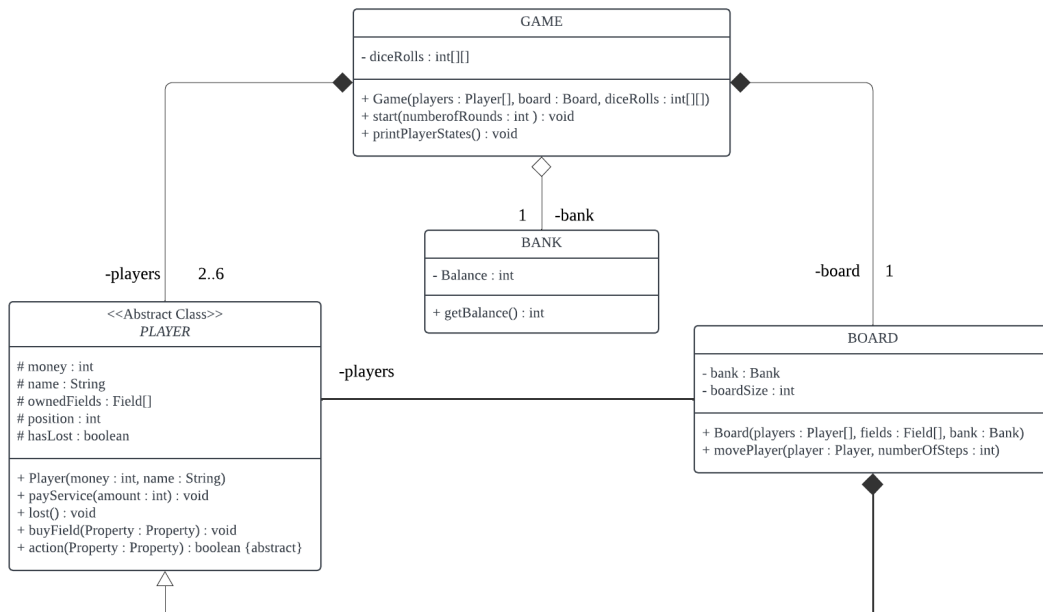 GAME
- diceRolls : int[][]
+ Game(players : Player[], board : Board, diceRolls : int[][])
+ start(numberofRounds : int ) : void
+ printPlayerStates() : void
1 -bank
BANK
- Balance : int
+ getBalance() : int
-players 2..6
-board 1
<<Abstract Class>>
PLAYER
# money : int
# name : String
# ownedFields : Field[]
# position : int
# hasLost : boolean
+ Player(money : int, name : String)
+ payService(amount : int) : void
+ lost() : void
+ buyField(Property : Property) : void
+ action(Property : Property) : boolean {abstract}
-players
BOARD
- bank : Bank
- boardSize : int
+ Board(players : Player[], fields : Field[], bank : Bank)
+ movePlayer(player : Player, numberOfSteps : int)